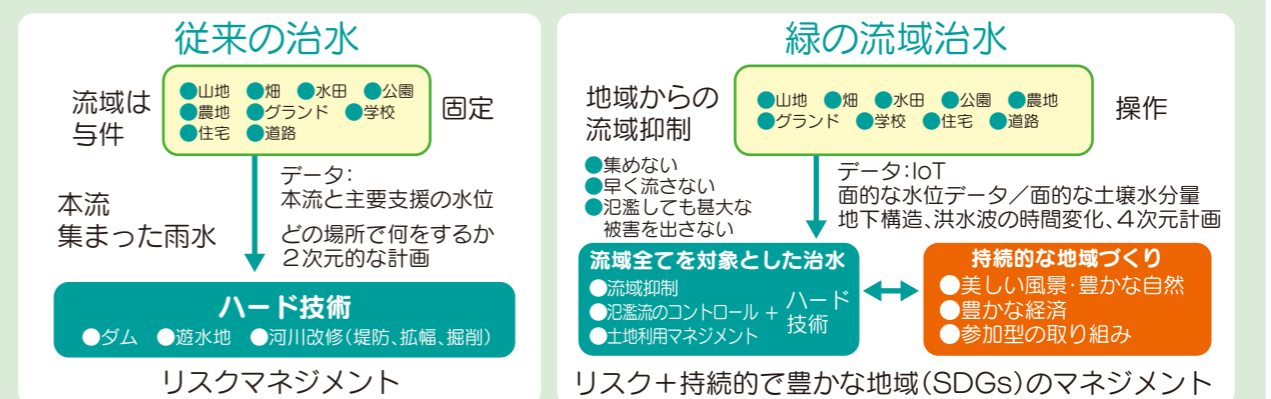 従来の治水
流域は
与件
●山地 ●畑 ●水田 ●公園
●農地 ●グランド ●学校
●住宅 ●道路
固定
本流
集まった雨水
データ：
本流と主要支援の水位
どの場所で何をするか
２次元的な計画
ハード技術
●ダム ●遊水地 ●河川改修（堤防、拡幅、掘削）
リスクマネジメント
緑の流域治水
地域からの
流域抑制
●集めない
●早く流さない
●氾濫しても甚大な
被害を出さない
●山地 ●畑 ●水田 ●公園 ●農地
●グランド ●学校 ●住宅 ●道路
操作
データ：IoT
面的な水位データ／面的な土壌水分量
地下構造、洪水波の時間変化、４次元計画
流域全てを対象とした治水
●流域抑制
●氾濫流のコントロール
●土地利用マネジメント
+ ハード
技術
持続的な地域づくり
●美しい風景・豊かな自然
●豊かな経済
●参加型の取り組み
リスク＋持続的で豊かな地域（SDGs）のマネジメント